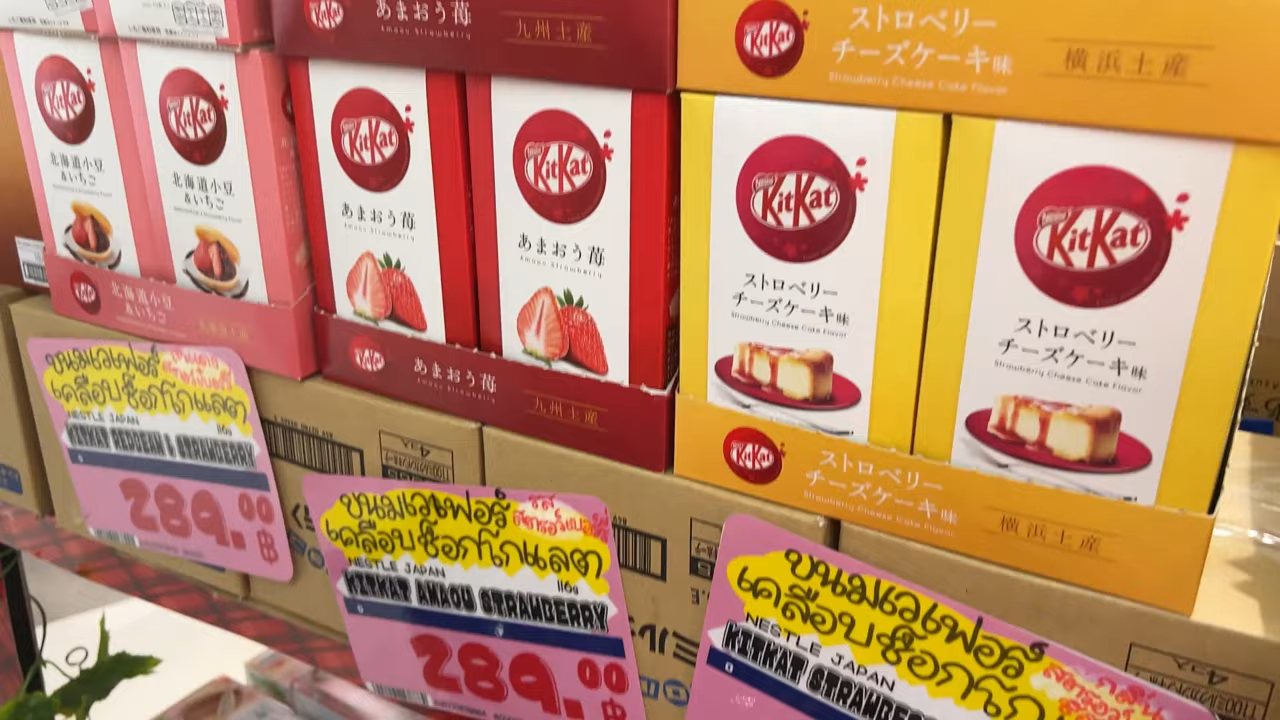 あまおう苺
Amaou Strawberry
九州土産
KitKat
ストロベリー
チーズケーキ味
Strawberry Cheese Cake Flavor
横浜土産
KitKat
北海道小豆
&いちご
KitKat
北海道小豆
&いちご
Nestle
KitKat
あまおう苺
Amaou Strawberry
Nestle
KitKat
あまおう苺
Amaou Strawberry
Nestle
KitKat
ストロベリー
チーズケーキ味
Strawberry Cheese Cake Flavor
Nestle
KitKat
ストロベリー
チーズケーキ味
Strawberry Cheese Cake Flavor
北海道小豆
&いちご
KitKat
あまおう苺
Amaou Strawberry
九州土産
KitKat
ストロベリー
チーズケーキ味
Strawberry Cheese Cake Flavor
横浜土産
ขนมเวเฟอร์
เคลือบช็อกโกแลต
NESTLE JAPAN
116g
KITKAT REDBEAN & STRAWBERRY
289.00
฿
ขนมเวเฟอร์
เคลือบช็อกโกแลต
NESTLE JAPAN
116g
KITKAT AMAOU STRAWBERRY
289.00
฿
ขนมเวเฟอร์
เคลือบช็อกโก
NESTLE JAPAN
KITKAT STRAWBE